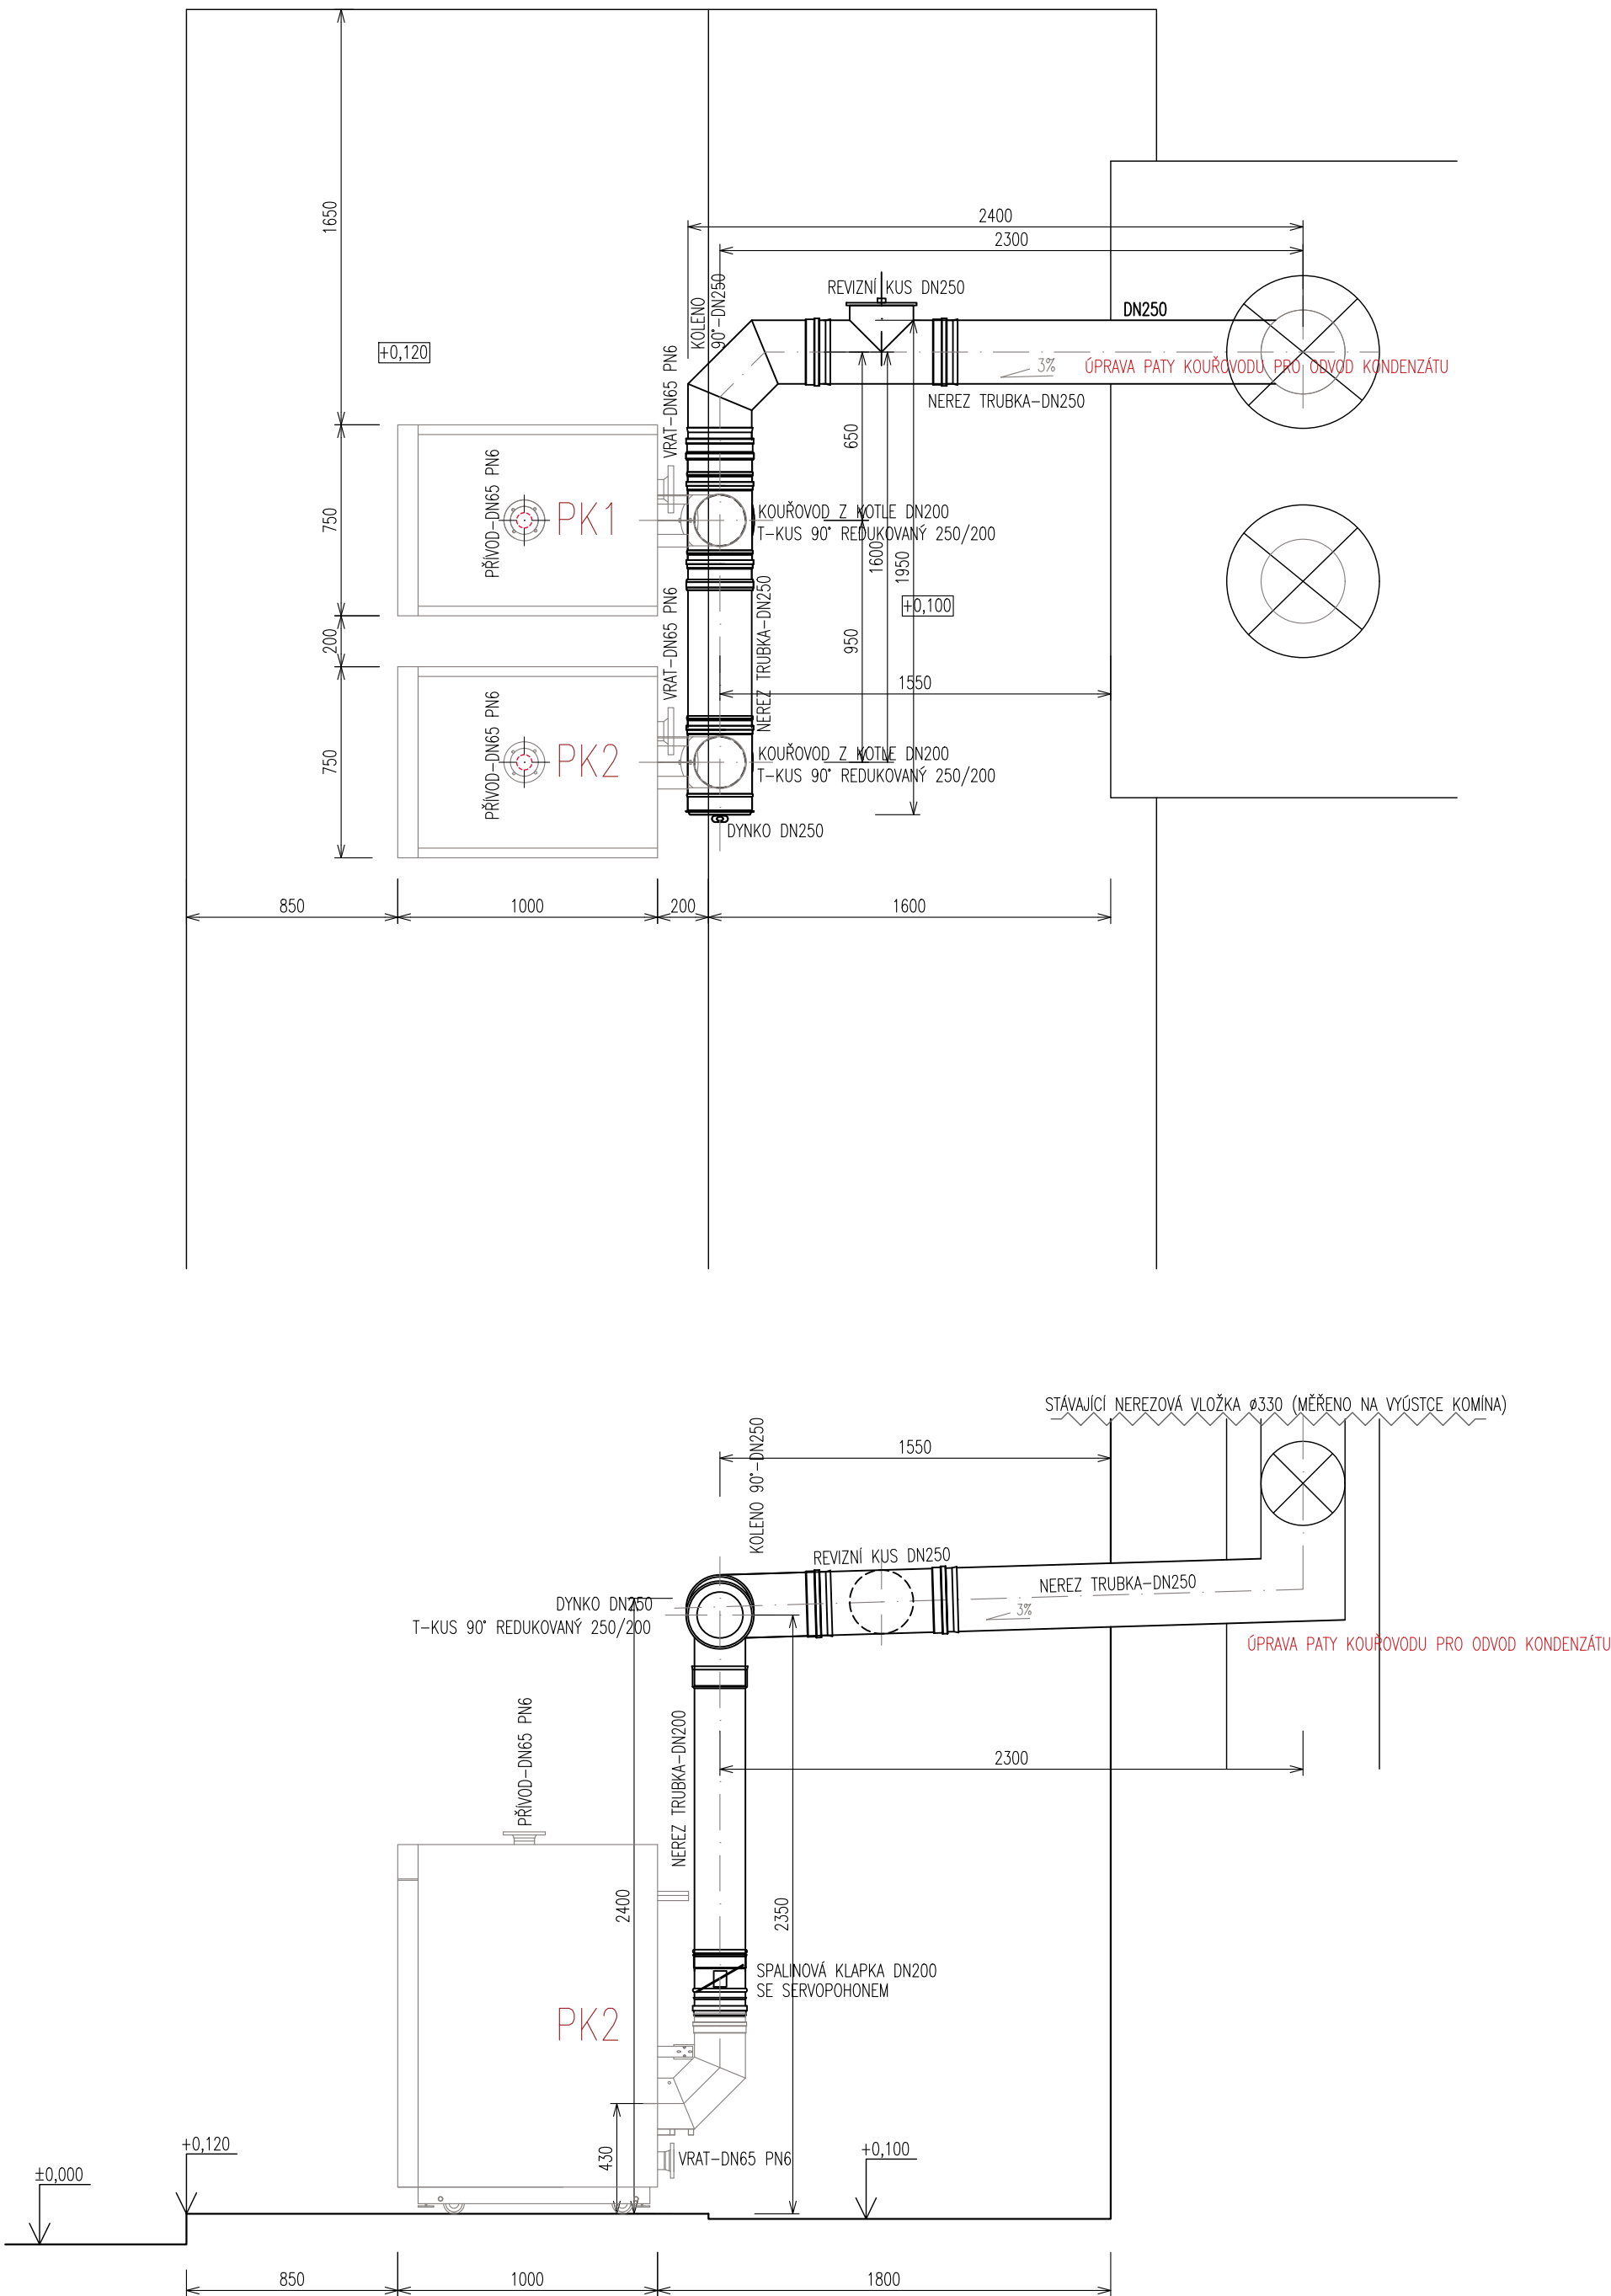 2400
2300
1650
REVIZNÍ KUS DN250
KOLENO
90°-DN250
DN250
+0,120
VRAT-DN65 PN6
3%
ÚPRAVA PATY KOUŘOVODU PRO ODVOD KONDENZÁTU
NEREZ TRUBKA-DN250
650
PŘÍVOD-DN65 PN6
750
PK1
KOUŘOVOD Z KOTLE DN200
T-KUS 90° REDUKOVANÝ 250/200
1600
1950
VRAT-DN65 PN6
NEREZ TRUBKA-DN250
+0,100
200
950
1550
PŘÍVOD-DN65 PN6
750
PK2
KOUŘOVOD Z KOTLE DN200
T-KUS 90° REDUKOVANÝ 250/200
DYNKO DN250
850
1000
200
1600
STÁVAJÍCÍ NEREZOVÁ VLOŽKA ø330 (MĚŘENO NA VYÚSTCE KOMÍNA)
1550
KOLENO 90°-DN250
REVIZNÍ KUS DN250
NEREZ TRUBKA-DN250
DYNKO DN250
T-KUS 90° REDUKOVANÝ 250/200
3%
ÚPRAVA PATY KOUŘOVODU PRO ODVOD KONDENZÁTU
PŘÍVOD-DN65 PN6
NEREZ TRUBKA-DN200
2300
2400
2350
SPALINOVÁ KLAPKA DN200
SE SERVOPOHONEM
PK2
430
VRAT-DN65 PN6
+0,120
+0,100
±0,000
850
1000
1800